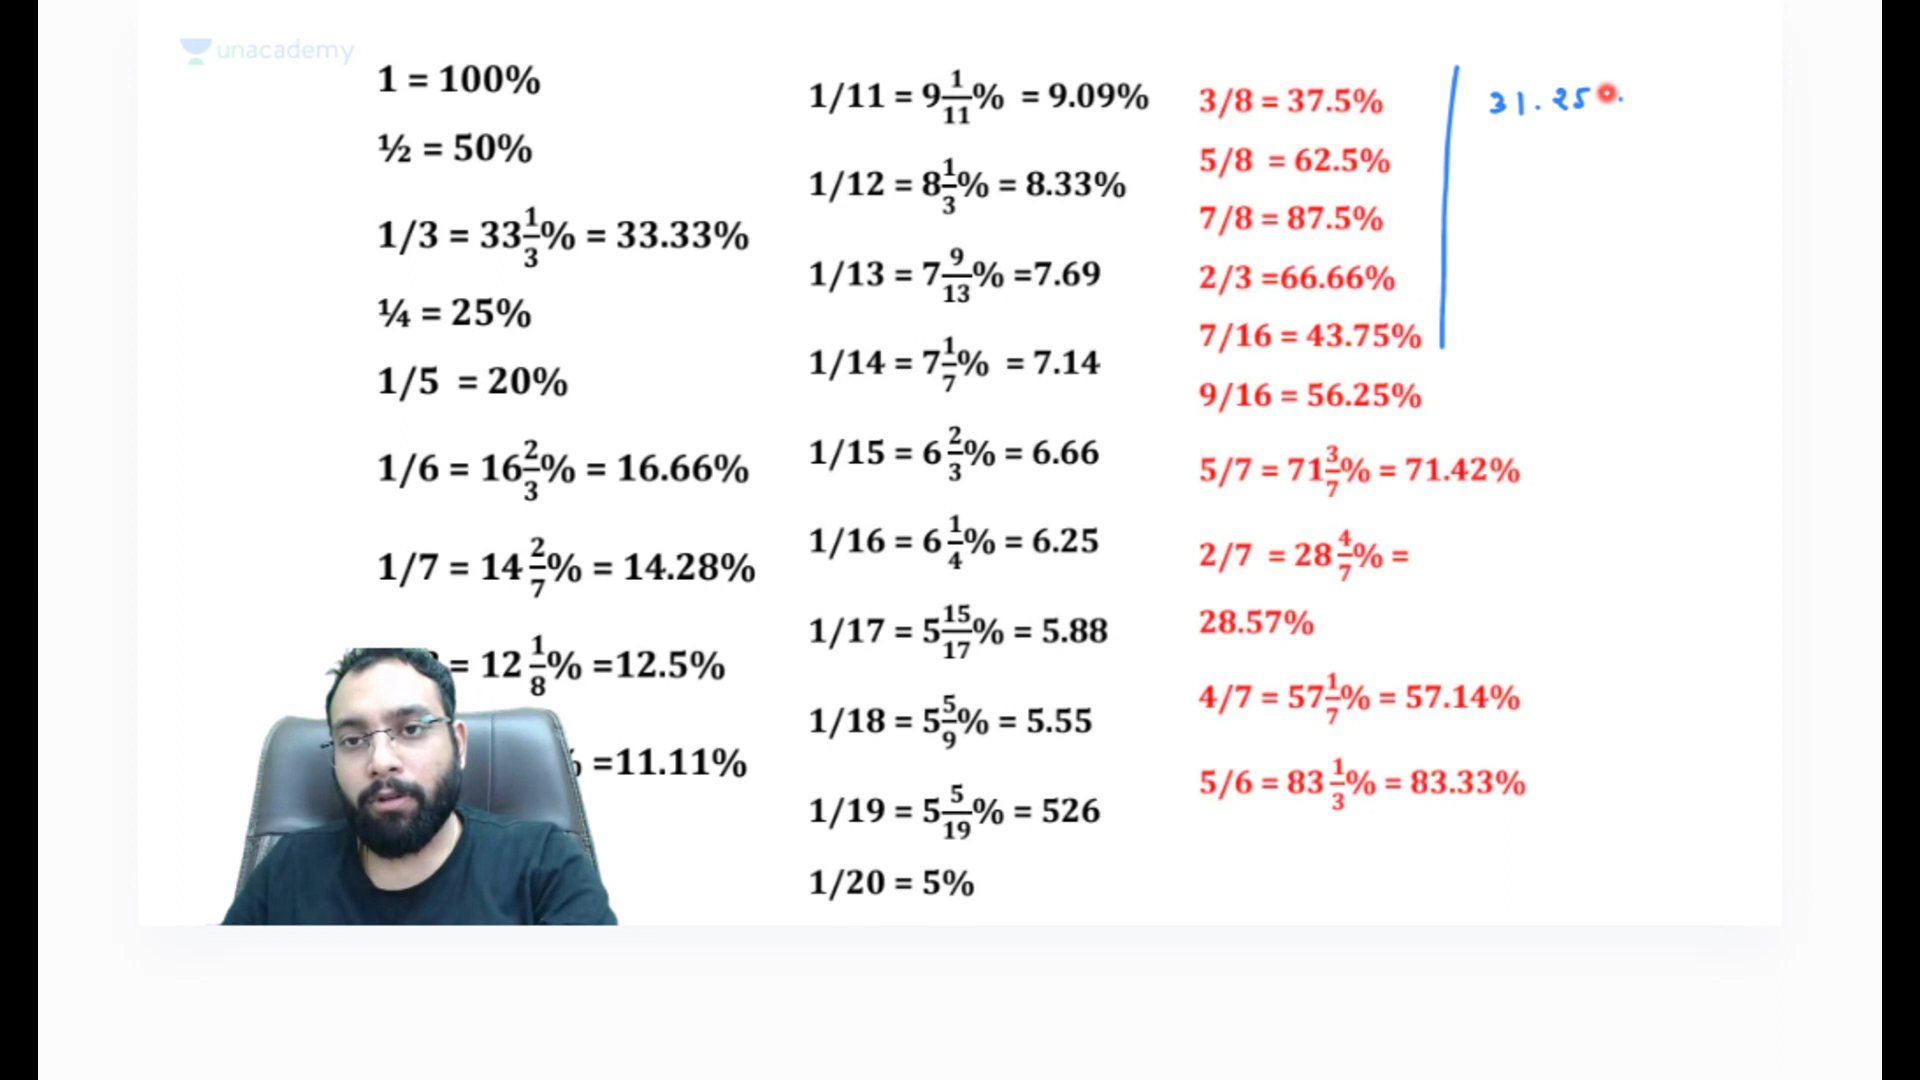 unacademy
1 = 100%
½ = 50%
1/3 = 33 1/3% = 33.33%
¼ = 25%
1/5 = 20%
1/6 = 16 2/3% = 16.66%
1/7 = 14 2/7% = 14.28%
= 12 1/8% =12.5%
% =11.11%
1/11 = 9 1/11% = 9.09%
1/12 = 8 1/3% = 8.33%
1/13 = 7 9/13% =7.69
1/14 = 7 1/7% = 7.14
1/15 = 6 2/3% = 6.66
1/16 = 6 1/4% = 6.25
1/17 = 5 15/17% = 5.88
1/18 = 5 5/9% = 5.55
1/19 = 5 5/19% = 526
1/20 = 5%
3/8 = 37.5%
5/8 = 62.5%
7/8 = 87.5%
2/3 =66.66%
7/16 = 43.75%
9/16 = 56.25%
5/7 = 71 3/7% = 71.42%
2/7 = 28 4/7% =
28.57%
4/7 = 57 1/7% = 57.14%
5/6 = 83 1/3% = 83.33%
31.25